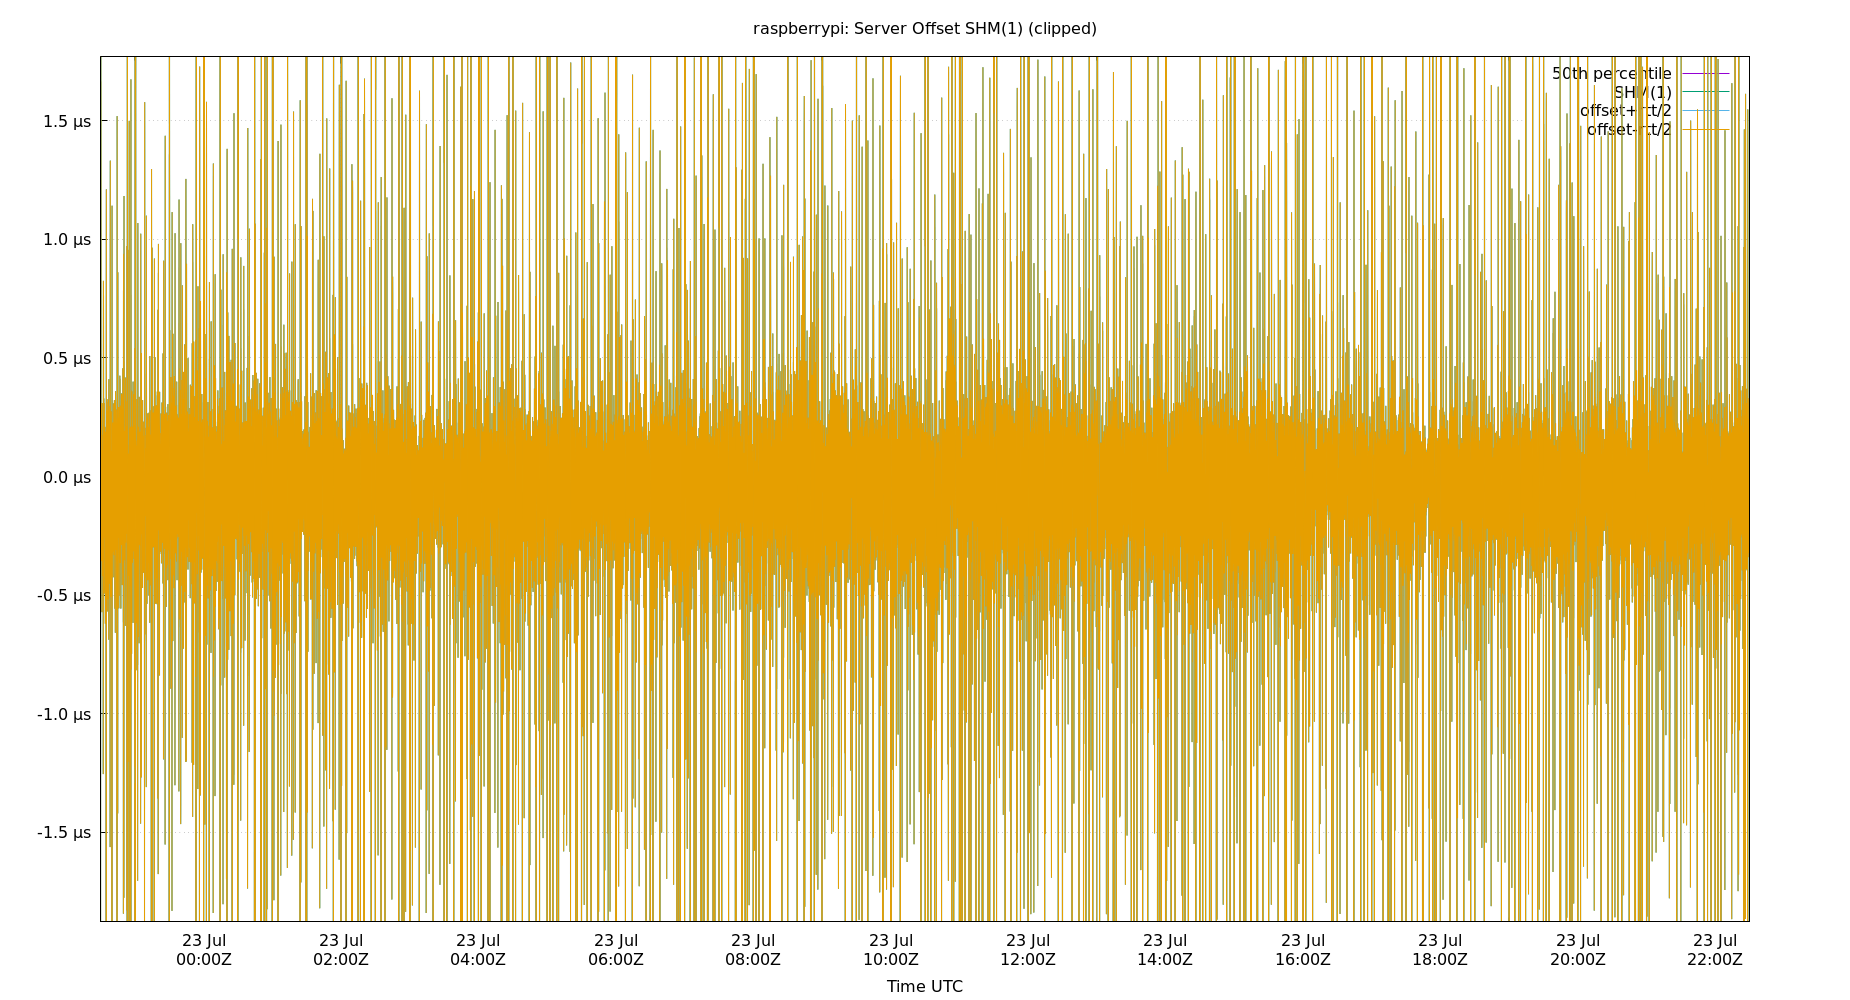 raspberrypi: Server Offset SHM(1) (clipped)
50th percentile
SHM(1)
offset+rtt/2
offset-rtt/2
1.5 µs
1.0 µs
0.5 µs
0.0 µs
-0.5 µs
-1.0 µs
-1.5 µs
23 Jul 23 Jul 23 Jul 23 Jul 23 Jul 23 Jul 23 Jul 23 Jul 23 Jul 23 Jul 23 Jul 23 Jul
00:00Z 02:00Z 04:00Z 06:00Z 08:00Z 10:00Z 12:00Z 14:00Z 16:00Z 18:00Z 20:00Z 22:00Z
Time UTC